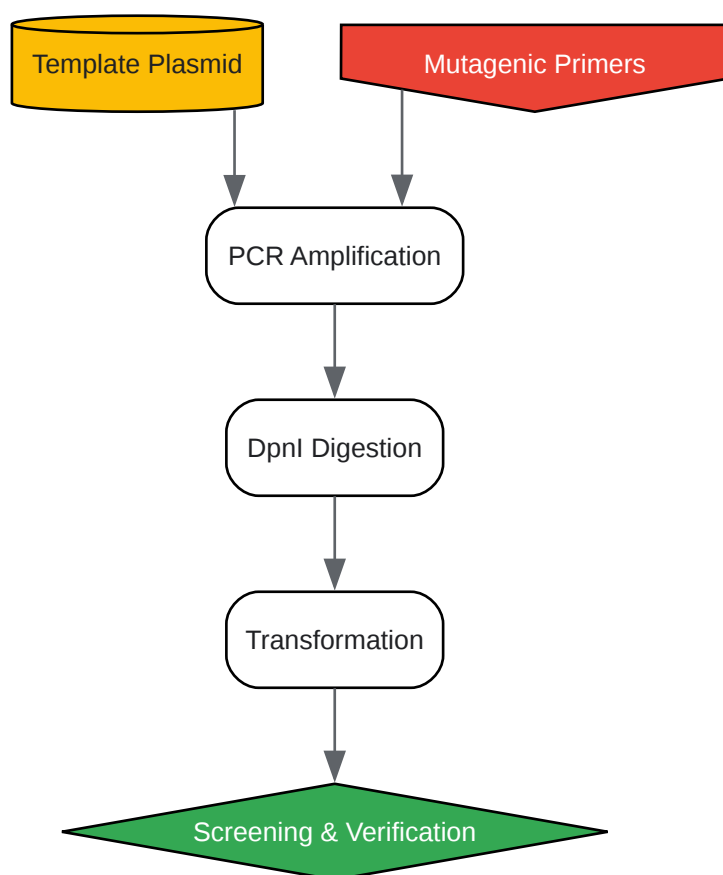 Template Plasmid
Mutagenic Primers
PCR Amplification
DpnI Digestion
Transformation
Screening & Verification